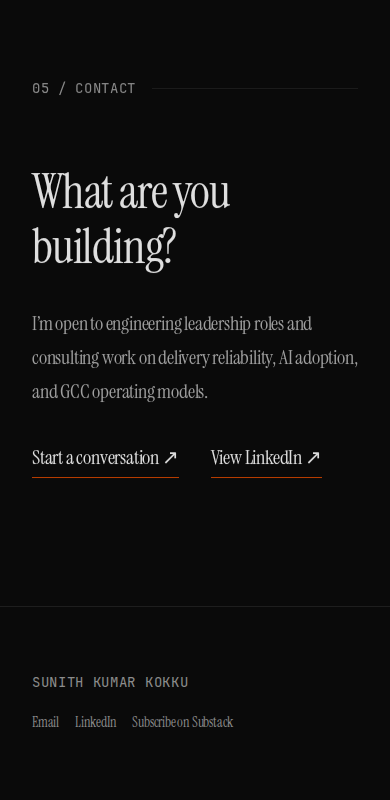 05 / CONTACT
What are you
building?
I'm open to engineering leadership roles and
consulting work on delivery reliability, AI adoption,
and GCC operating models.
Start a conversation ↗ View LinkedIn ↗
SUNITH KUMAR KOKKU
Email LinkedIn Subscribe on Substack